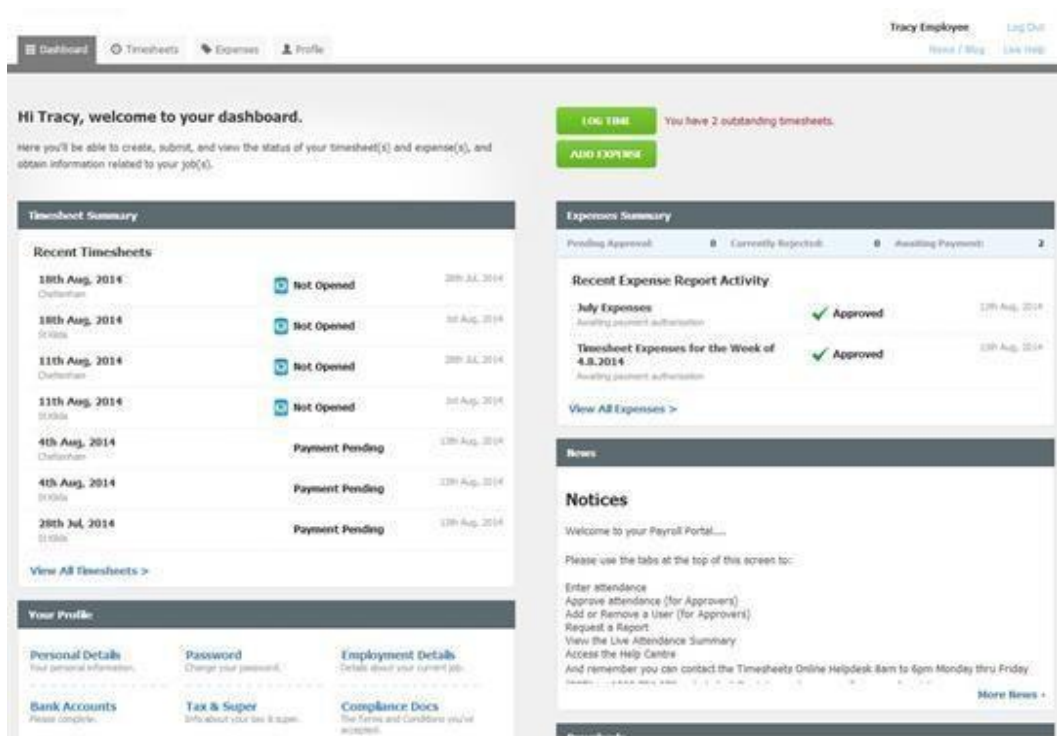 Tracy Employee
Log Out
Dashboard
Timesheets
Expenses
Profile
News / Blog
Live Help
Hi Tracy, welcome to your dashboard.
Here you'll be able to create, submit, and view the status of your timesheet(s) and expense(s), and
obtain information related to your job(s).
LOG TIME
You have 2 outstanding timesheets.
ADD EXPENSE
Timesheet Summary
Recent Timesheets
18th Aug, 2014
Cheltenham
Not Opened
28th Jul, 2014
18th Aug, 2014
St Kilda
Not Opened
1st Aug, 2014
11th Aug, 2014
Cheltenham
Not Opened
28th Jul, 2014
11th Aug, 2014
St Kilda
Not Opened
1st Aug, 2014
4th Aug, 2014
Cheltenham
Payment Pending
13th Aug, 2014
4th Aug, 2014
St Kilda
Payment Pending
13th Aug, 2014
28th Jul, 2014
St Kilda
Payment Pending
13th Aug, 2014
View All Timesheets >
Your Profile
Personal Details
Your personal information.
Password
Change your password.
Employment Details
Details about your current job.
Bank Accounts
Please complete.
Tax & Super
Info about your tax & super.
Compliance Docs
The Terms and Conditions you've
accepted.
Expenses Summary
Pending Approval: 0
Currently Rejected: 0
Awaiting Payment: 2
Recent Expense Report Activity
July Expenses
Awaiting payment authorisation
Approved
13th Aug, 2014
Timesheet Expenses for the Week of
4.8.2014
Awaiting payment authorisation
Approved
13th Aug, 2014
View All Expenses >
News
Notices
Welcome to your Payroll Portal....
Please use the tabs at the top of this screen to:
Enter attendance
Approve attendance (for Approvers)
Add or Remove a User (for Approvers)
Request a Report
View the Live Attendance Summary
Access the Help Centre
And remember you can contact the Timesheets Online Helpdesk 8am to 6pm Monday thru Friday
More News ›